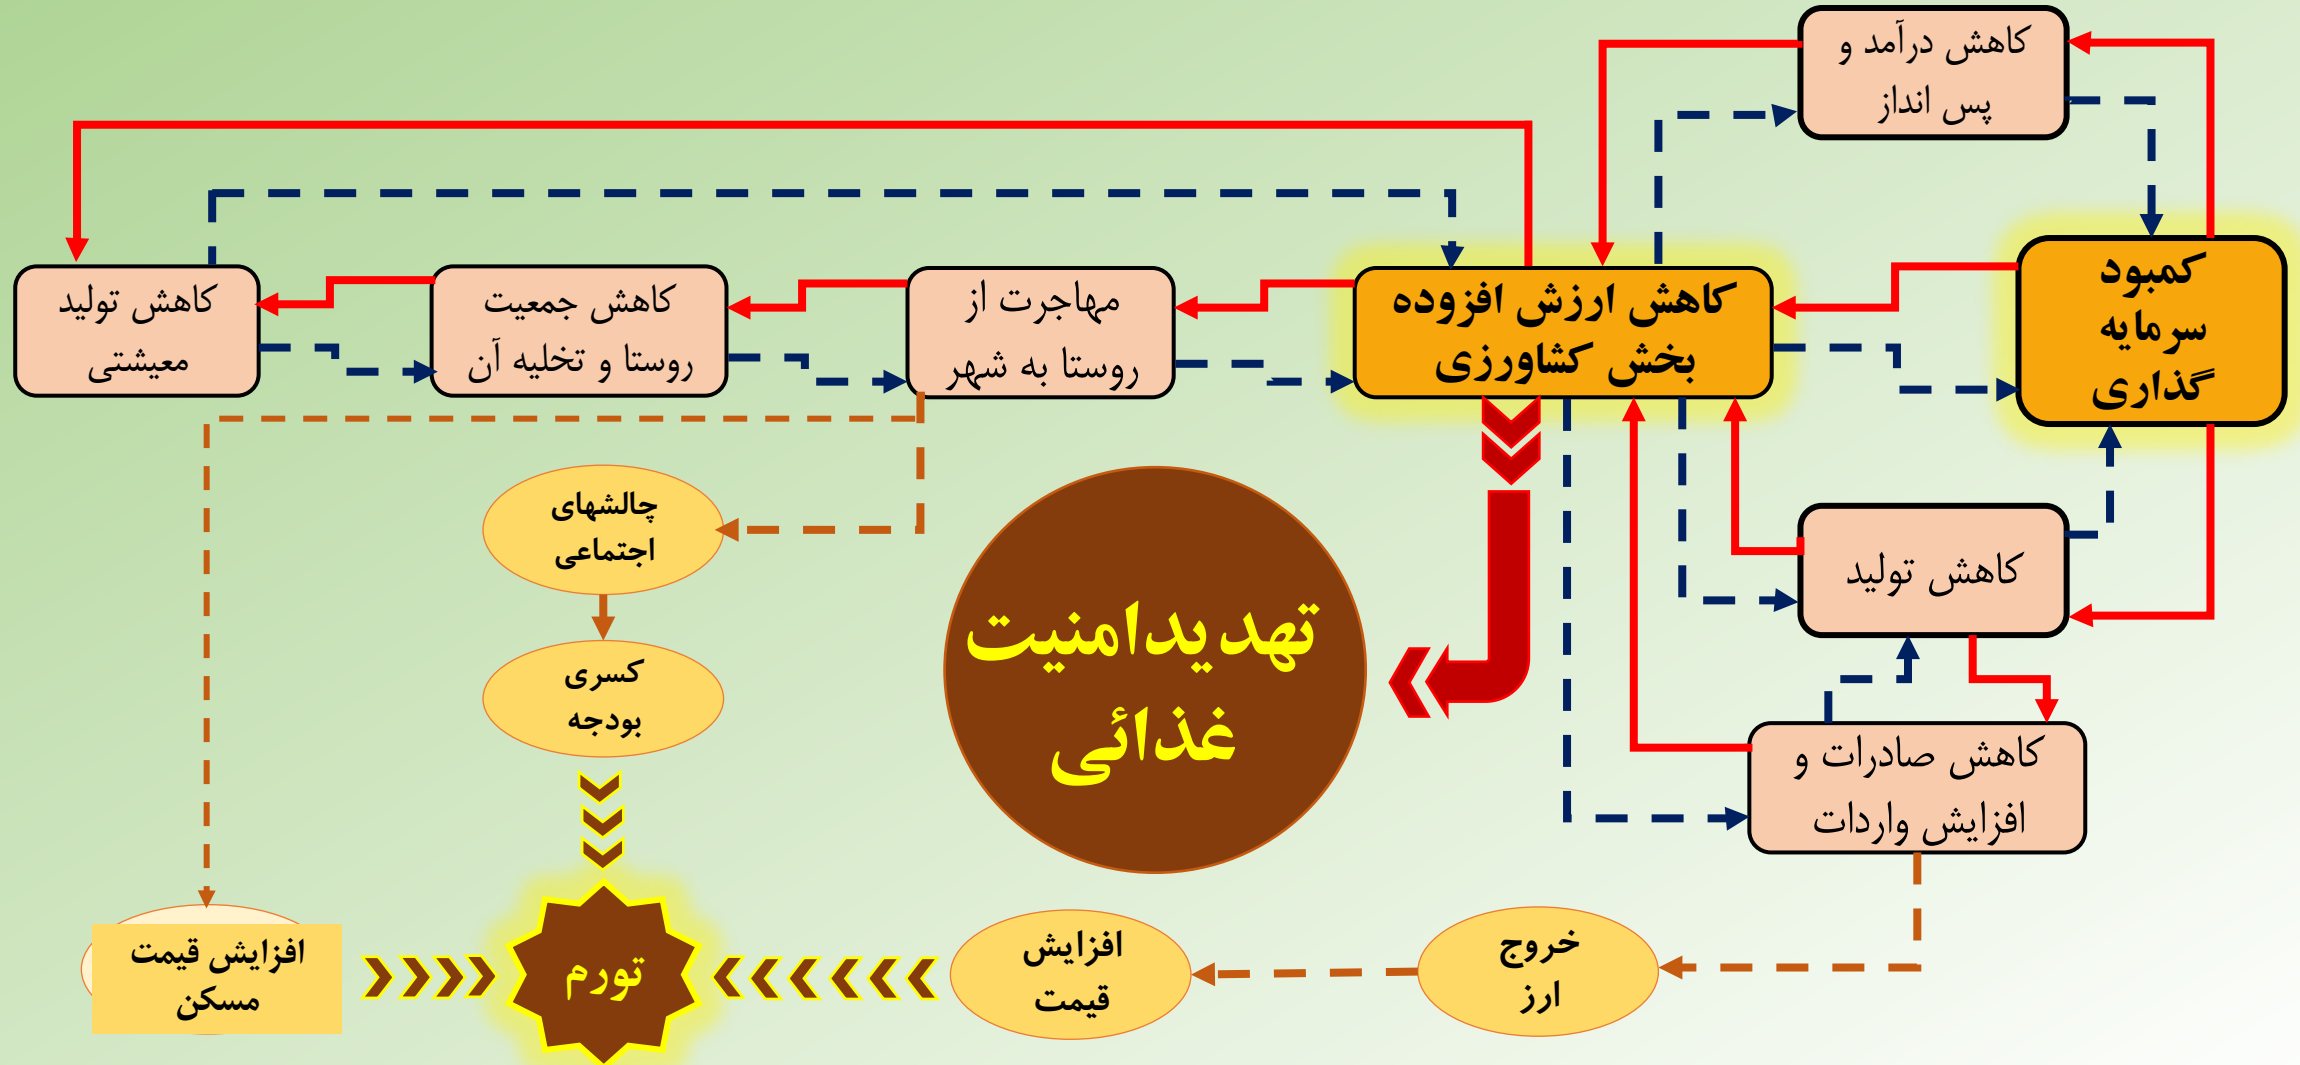 کاهش درآمد و
پس انداز
کمبود
سرمایه
گذاری
کاهش ارزش افزوده
بخش کشاورزی
مهاجرت از
روستا به شهر
کاهش جمعیت
روستا و تخلیه آن
کاهش تولید
معیشتی
کاهش تولید
کاهش صادرات و
افزایش واردات
تهدیدامنیت
غذائی
چالشهای
اجتماعی
کسری
بودجه
خروج
ارز
افزایش
قیمت
تورم
افزایش قیمت
مسکن